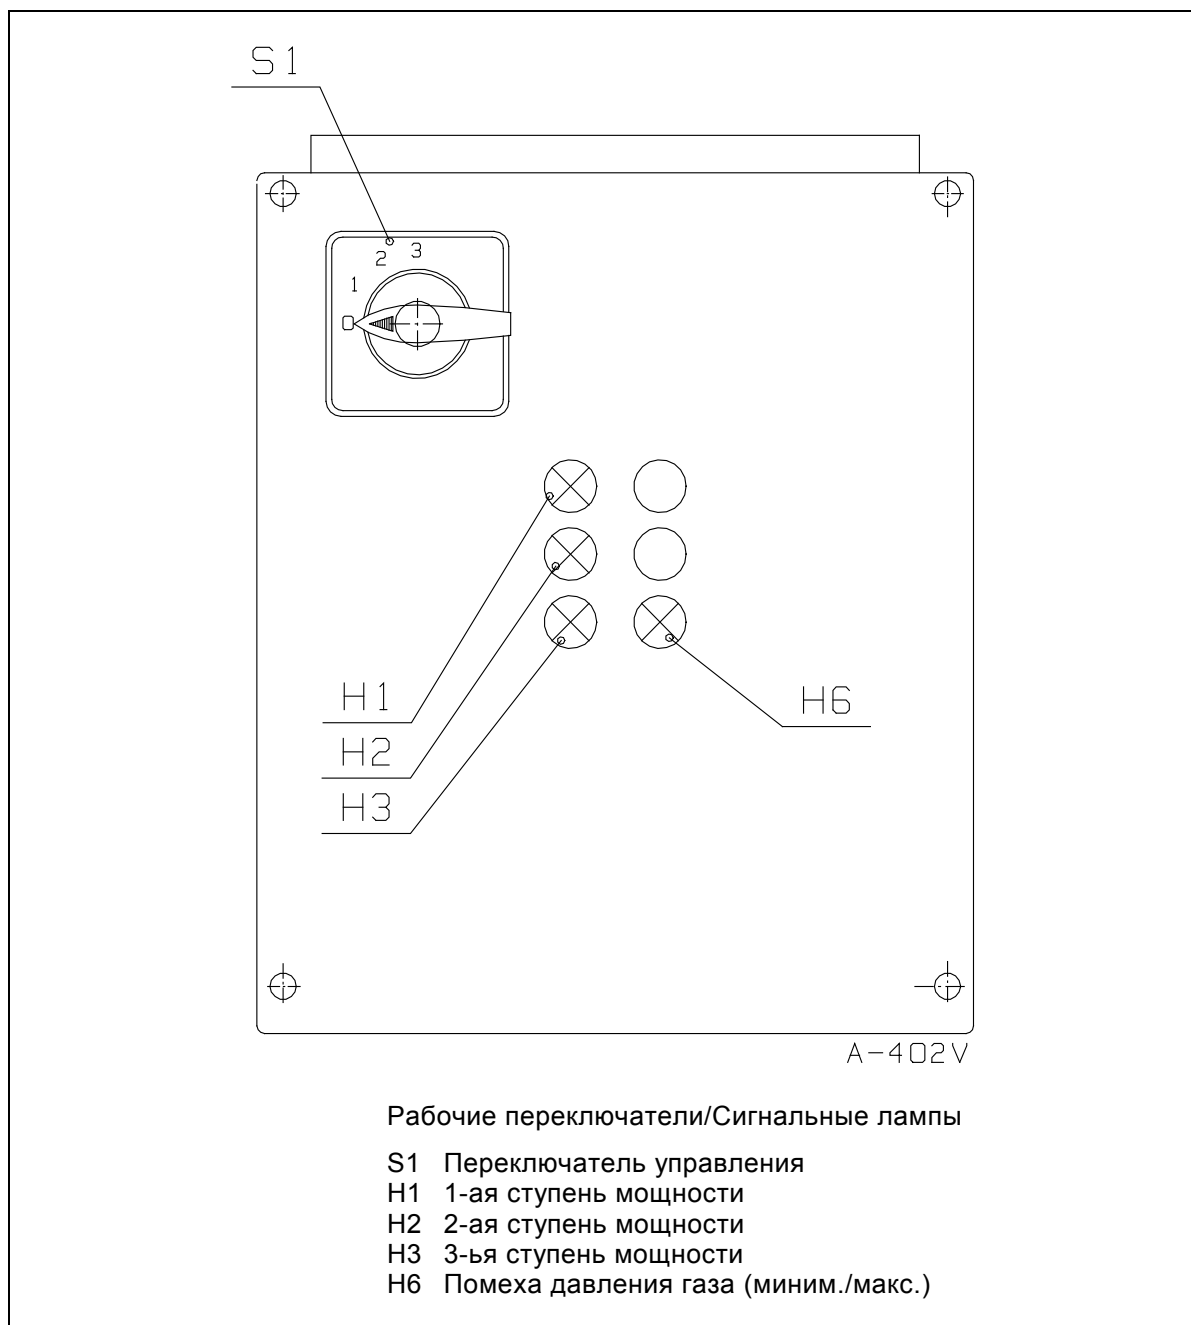 S1
3
2
1
0
H1
H6
H2
H3
A-402V
Рабочие переключатели/Сигнальные лампы
S1 Переключатель управления
H1 1-ая ступень мощности
H2 2-ая ступень мощности
H3 3-ья ступень мощности
H6 Помеха давления газа (миним./макс.)